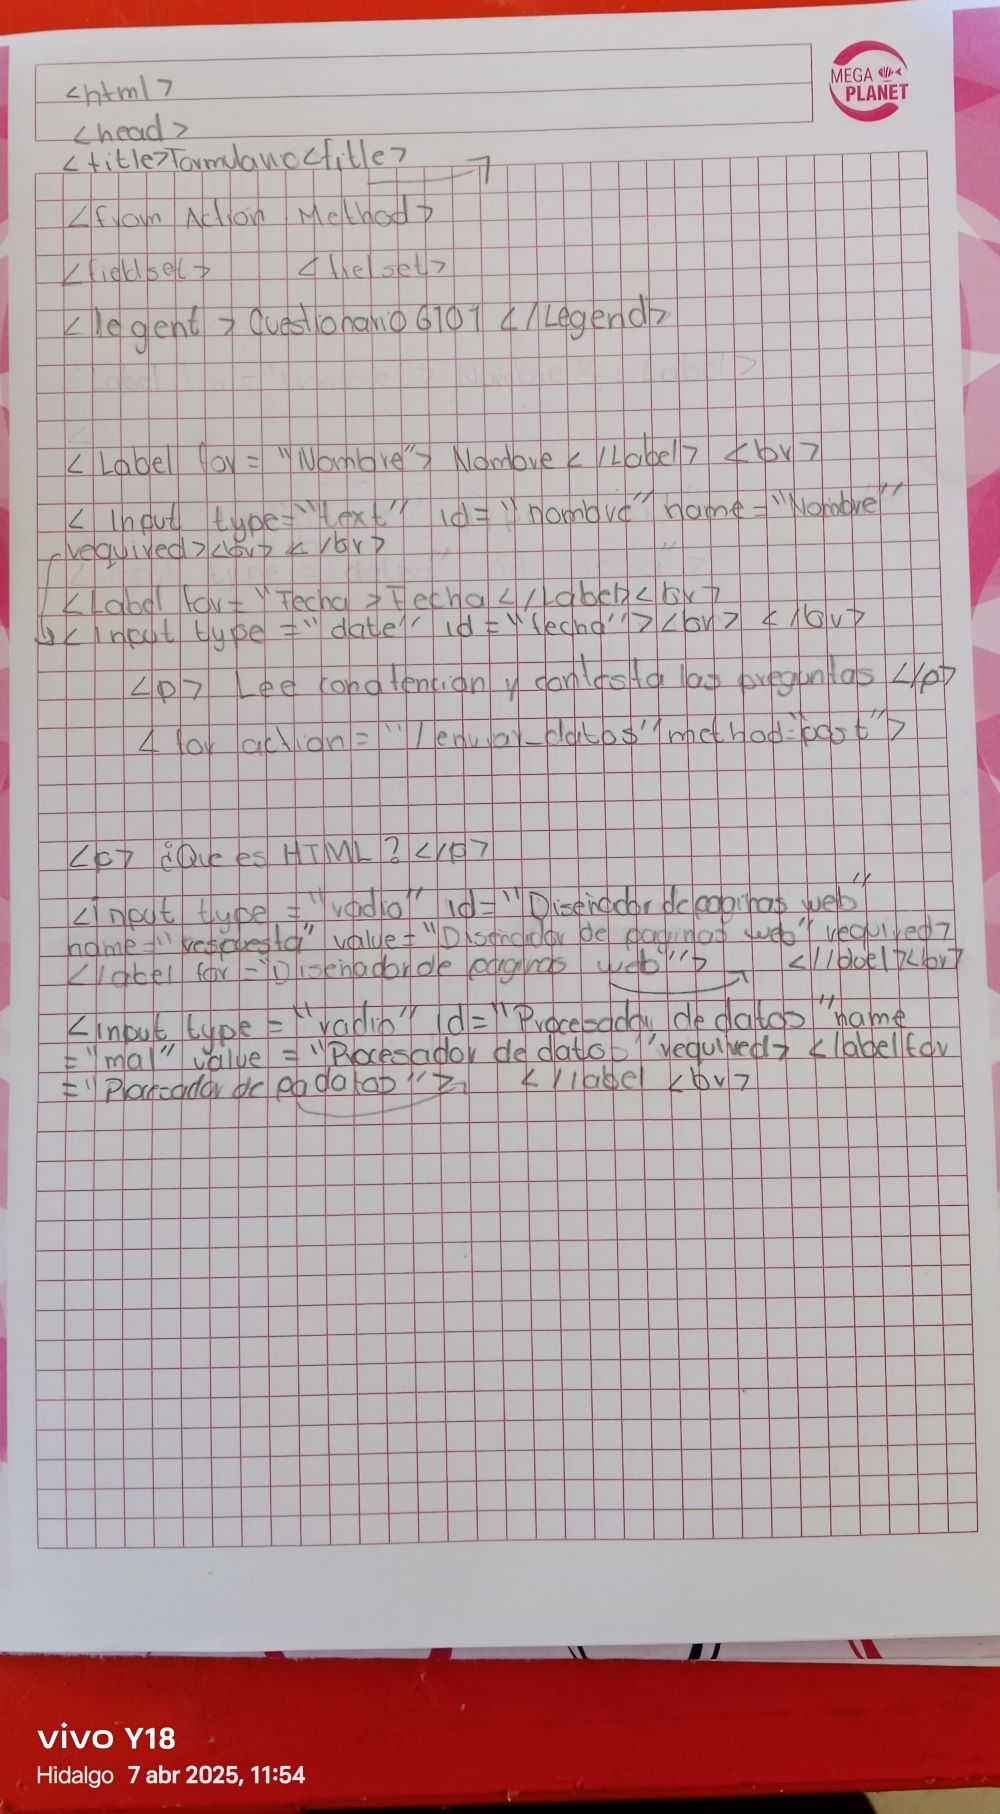 MEGA
PLANET
<html>
<head>
<title>Formulario<title>
<from Action Method>
<fieldset> <fielset>
<legent> Cuestionario 6101 </Legend>
<Label for = "Nombre"> Nombre </Label> <br>
< Input type="text" id="nombre" name="Nombre"
required><br> </br>
<Label for="Fecha>Fecha</Label><br>
<Input type="date" id="fecha"><br> </br>
<p> Lee con atencion y contesta las preguntas </p>
< for action="/enviar_datos" method="post">
<p> ¿Que es HTML? </p>
<input type="radio" id="Diseñador de paginas web"
name="respuesta" value="Diseñador de paginas web" required>
<label for="Diseñador de paginas web"> </label><br>
<Input type="radio" id="Procesador de datos" name
="mal" value="Procesador de datos" required> <label for
="Procesador de pa datos"> </label <br>
vivo Y18
Hidalgo 7 abr 2025, 11:54